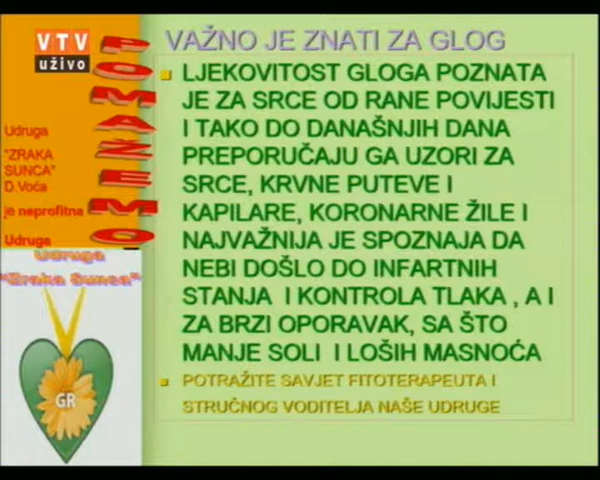 VTV
uživo
POMAŽEMO
Udruga
"ZRAKA
SUNCA"
D.Voća
je neprofitna
Udruga
Udruga
"Zraka Sunca"
GR
VAŽNO JE ZNATI ZA GLOG
LJEKOVITOST GLOGA POZNATA
JE ZA SRCE OD RANE POVIJESTI
I TAKO DO DANAŠNJIH DANA
PREPORUČAJU GA UZORI ZA
SRCE, KRVNE PUTEVE I
KAPILARE, KORONARNE ŽILE I
NAJVAŽNIJA JE SPOZNAJA DA
NEBI DOŠLO DO INFARTNIH
STANJA I KONTROLA TLAKA , A I
ZA BRZI OPORAVAK, SA ŠTO
MANJE SOLI I LOŠIH MASNOĆA
POTRAŽITE SAVJET FITOTERAPEUTA I
STRUČNOG VODITELJA NAŠE UDRUGE